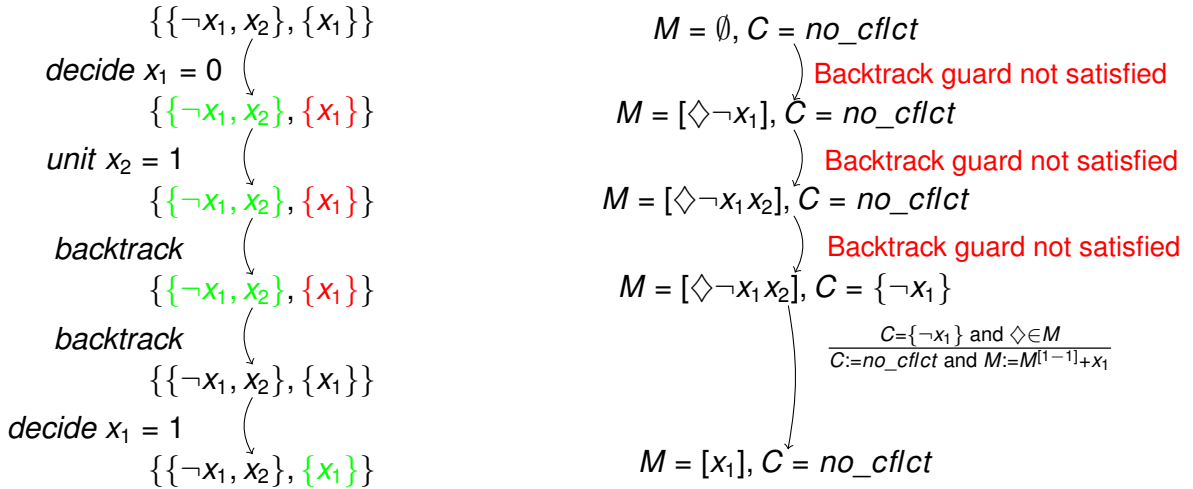 {{¬x₁, x₂}, {x₁}}
decide x₁ = 0
{{¬x₁, x₂}, {x₁}}
unit x₂ = 1
{{¬x₁, x₂}, {x₁}}
backtrack
{{¬x₁, x₂}, {x₁}}
backtrack
{{¬x₁, x₂}, {x₁}}
decide x₁ = 1
{{¬x₁, x₂}, {x₁}}
M = ∅, C = no_cflct
Backtrack guard not satisfied
M = [◇¬x₁], C = no_cflct
Backtrack guard not satisfied
M = [◇¬x₁x₂], C = no_cflct
Backtrack guard not satisfied
M = [◇¬x₁x₂], C = {¬x₁}
C={¬x₁} and ◇∈M
C:=no_cflct and M:=M^[1−1]+x₁
M = [x₁], C = no_cflct